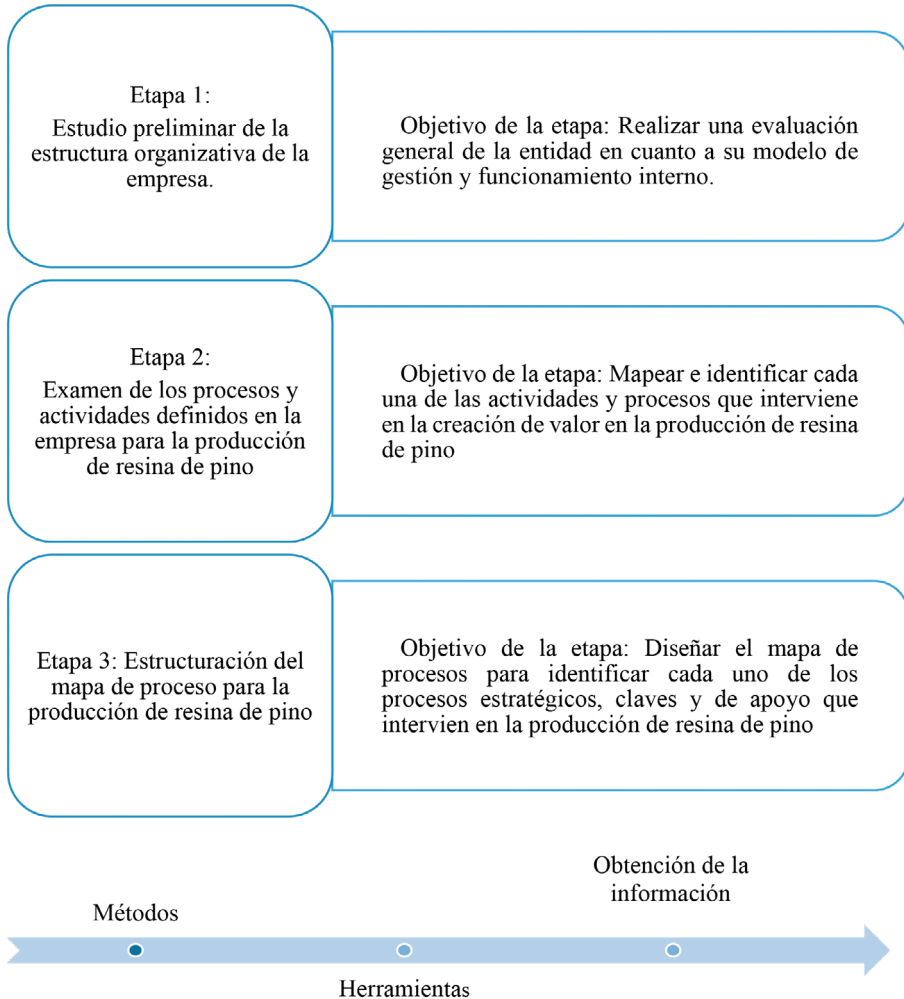 Etapa 1:
Estudio preliminar de la
estructura organizativa de la
empresa.
Objetivo de la etapa: Realizar una evaluación
general de la entidad en cuanto a su modelo de
gestión y funcionamiento interno.
Etapa 2:
Examen de los procesos y
actividades definidos en la
empresa para la producción
de resina de pino
Objetivo de la etapa: Mapear e identificar cada
una de las actividades y procesos que interviene
en la creación de valor en la producción de resina
de pino
Etapa 3: Estructuración del
mapa de proceso para la
producción de resina de pino
Objetivo de la etapa: Diseñar el mapa de
procesos para identificar cada uno de los
procesos estratégicos, claves y de apoyo que
intervien en la producción de resina de pino
Métodos
Herramientas
Obtención de la
información